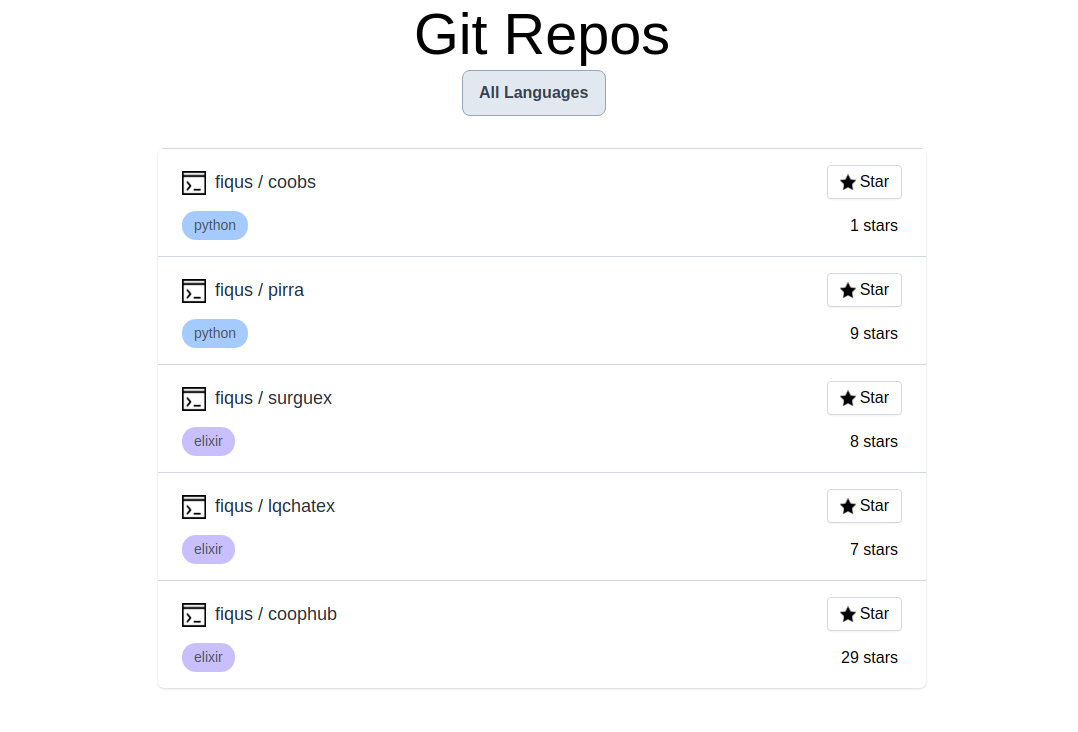 Git Repos
All Languages
fiqus / coobs
Star
python
1 stars
fiqus / pirra
Star
python
9 stars
fiqus / surguex
Star
elixir
8 stars
fiqus / lqchatex
Star
elixir
7 stars
fiqus / coophub
Star
elixir
29 stars